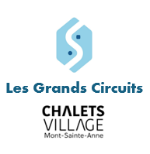 Les Grands Circuits
CHALETS
VILLAGE
Mont-Sainte-Anne